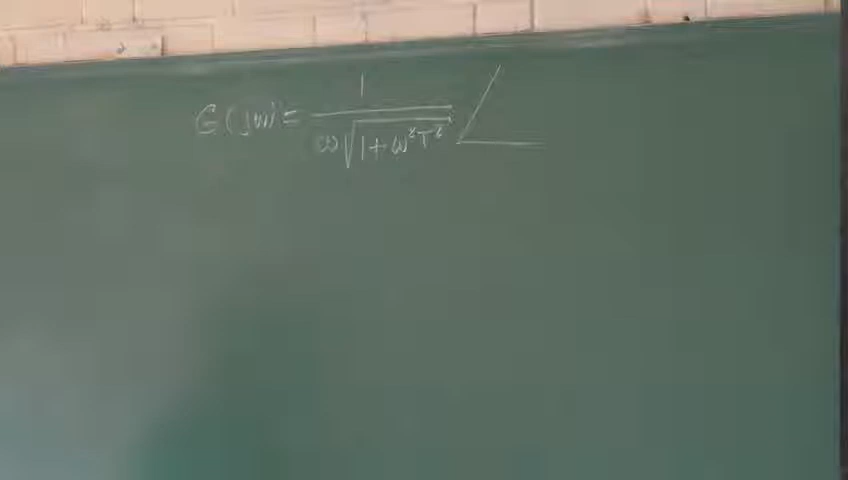 G(jω) = 1/(ω√(1+ω²T²)) ∠